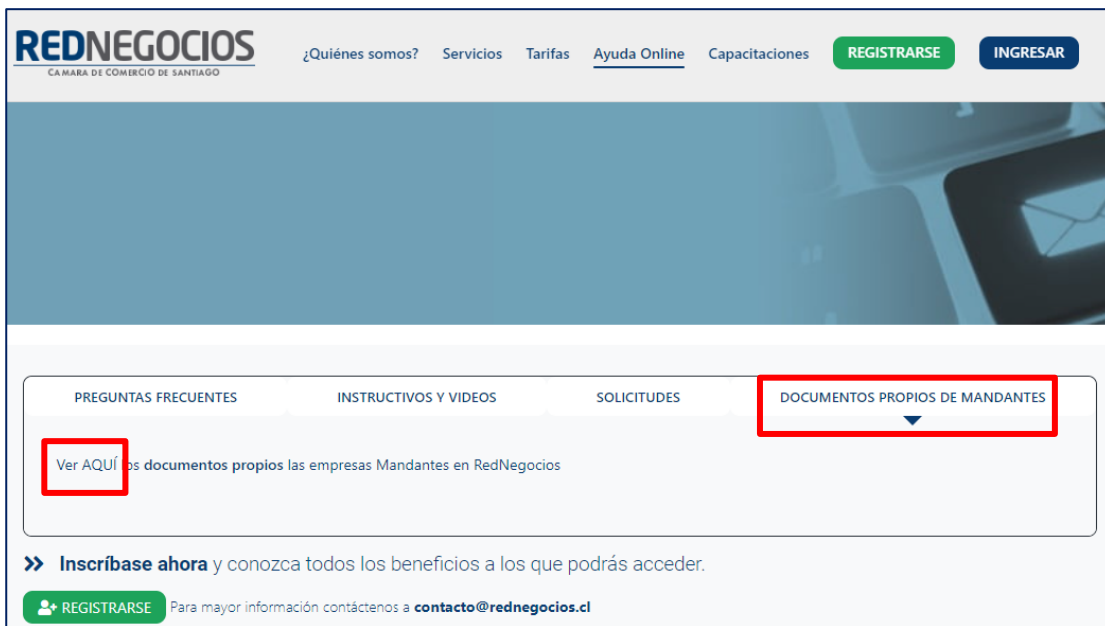 REDNEGOCIOS
CAMARA DE COMERCIO DE SANTIAGO
¿Quiénes somos? Servicios Tarifas Ayuda Online Capacitaciones REGISTRARSE INGRESAR
PREGUNTAS FRECUENTES INSTRUCTIVOS Y VIDEOS SOLICITUDES DOCUMENTOS PROPIOS DE MANDANTES
Ver AQUÍ los documentos propios las empresas Mandantes en RedNegocios
Inscríbase ahora y conozca todos los beneficios a los que podrás acceder.
REGISTRARSE Para mayor información contáctenos a contacto@rednegocios.cl